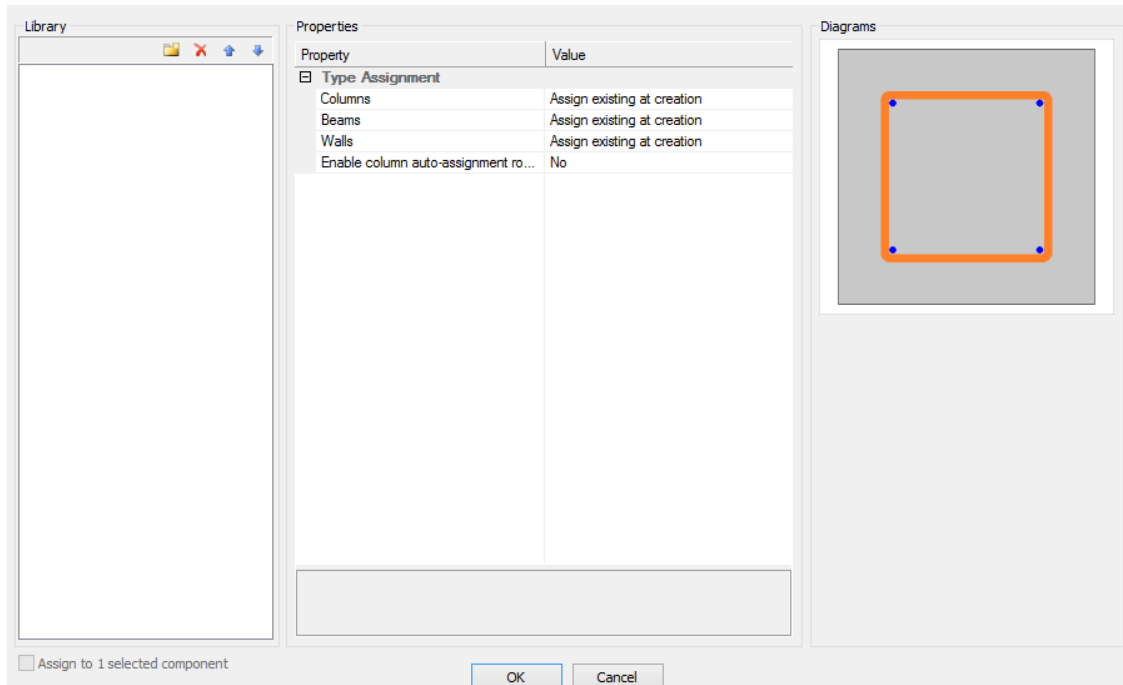 Library
Properties
Diagrams
Property Value
Type Assignment
Columns Assign existing at creation
Beams Assign existing at creation
Walls Assign existing at creation
Enable column auto-assignment ro... No
Assign to 1 selected component
OK Cancel